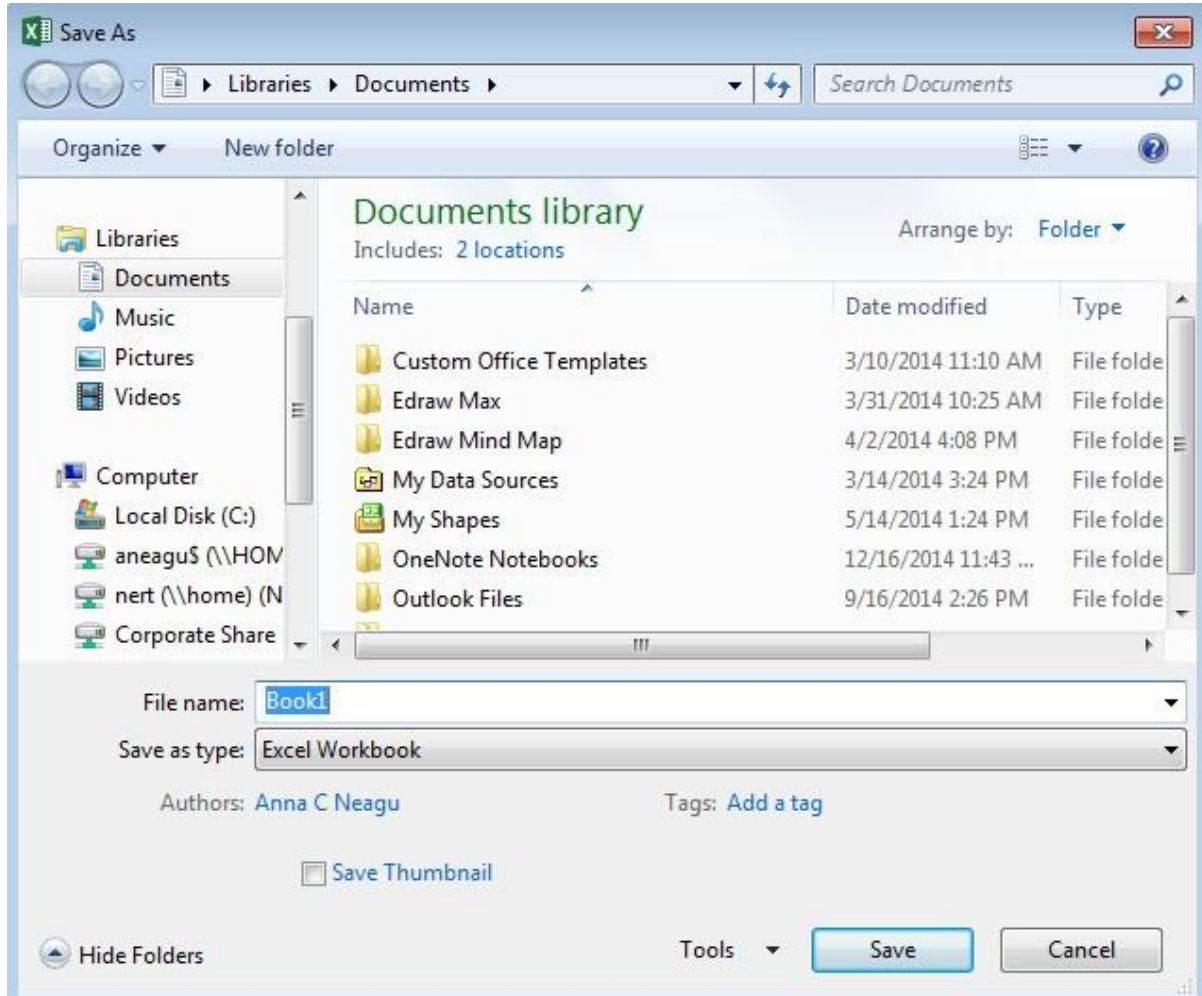 Save As
Libraries Documents
Search Documents
Organize New folder
Documents library
Includes: 2 locations
Arrange by: Folder
Libraries
Documents
Music
Pictures
Videos
Computer
Local Disk (C:)
aneagu$ (\\HOM
nert (\\home) (N
Corporate Share
Name Date modified Type
Custom Office Templates 3/10/2014 11:10 AM File folde
Edraw Max 3/31/2014 10:25 AM File folde
Edraw Mind Map 4/2/2014 4:08 PM File folde
My Data Sources 3/14/2014 3:24 PM File folde
My Shapes 5/14/2014 1:24 PM File folde
OneNote Notebooks 12/16/2014 11:43 ... File folde
Outlook Files 9/16/2014 2:26 PM File folde
File name: Book1
Save as type: Excel Workbook
Authors: Anna C Neagu Tags: Add a tag
Save Thumbnail
Hide Folders Tools Save Cancel